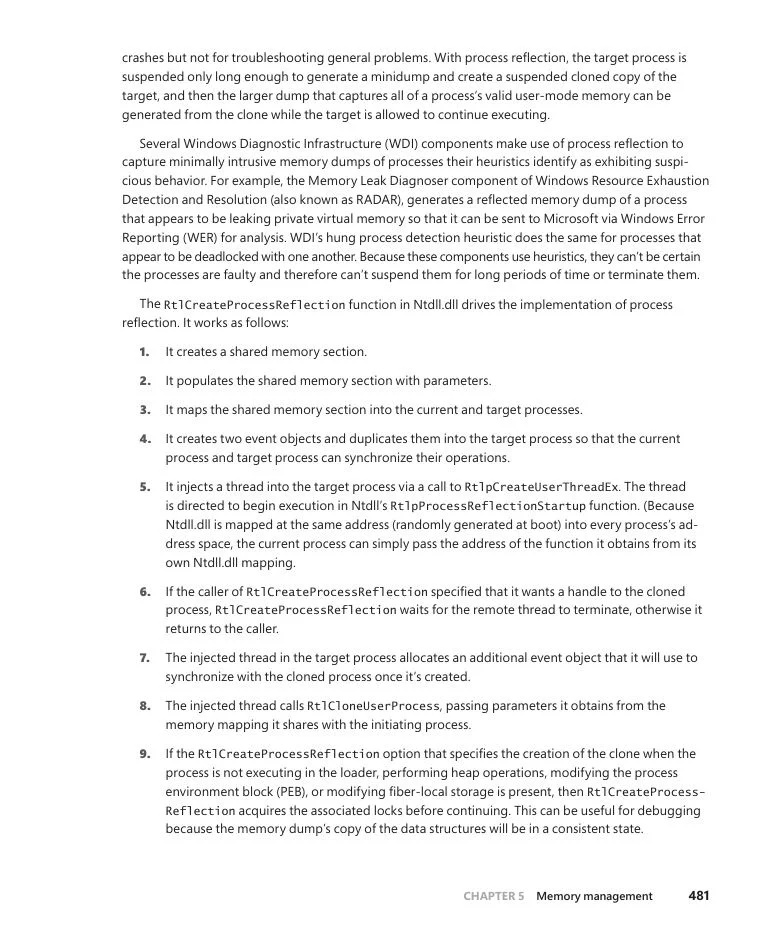 crashes but not for troubleshooting general problems. With process reflection, the target process is
suspended only long enough to generate a minidump and create a suspended cloned copy of the
target, and then the larger dump that captures all of a process’s valid user-mode memory can be
generated from the clone while the target is allowed to continue executing.
Several Windows Diagnostic Infrastructure (WDI) components make use of process reflection to
capture minimally intrusive memory dumps of processes their heuristics identify as exhibiting suspi-
cious behavior. For example, the Memory Leak Diagnoser component of Windows Resource Exhaustion
Detection and Resolution (also known as RADAR), generates a reflected memory dump of a process
that appears to be leaking private virtual memory so that it can be sent to Microsoft via Windows Error
Reporting (WER) for analysis. WDI’s hung process detection heuristic does the same for processes that
appear to be deadlocked with one another. Because these components use heuristics, they can’t be certain
the processes are faulty and therefore can’t suspend them for long periods of time or terminate them.
The RtlCreateProcessReflection function in Ntdll.dll drives the implementation of process
reflection. It works as follows:
1. It creates a shared memory section.
2. It populates the shared memory section with parameters.
3. It maps the shared memory section into the current and target processes.
4. It creates two event objects and duplicates them into the target process so that the current
process and target process can synchronize their operations.
5. It injects a thread into the target process via a call to RtlpCreateUserThreadEx. The thread
is directed to begin execution in Ntdll’s RtlpProcessReflectionStartup function. (Because
Ntdll.dll is mapped at the same address (randomly generated at boot) into every process’s ad-
dress space, the current process can simply pass the address of the function it obtains from its
own Ntdll.dll mapping.
6. If the caller of RtlCreateProcessReflection specified that it wants a handle to the cloned
process, RtlCreateProcessReflection waits for the remote thread to terminate, otherwise it
returns to the caller.
7. The injected thread in the target process allocates an additional event object that it will use to
synchronize with the cloned process once it’s created.
8. The injected thread calls RtlCloneUserProcess, passing parameters it obtains from the
memory mapping it shares with the initiating process.
9. If the RtlCreateProcessReflection option that specifies the creation of the clone when the
process is not executing in the loader, performing heap operations, modifying the process
environment block (PEB), or modifying fiber-local storage is present, then RtlCreateProcess-
Reflection acquires the associated locks before continuing. This can be useful for debugging
because the memory dump’s copy of the data structures will be in a consistent state.
CHAPTER 5 Memory management 481